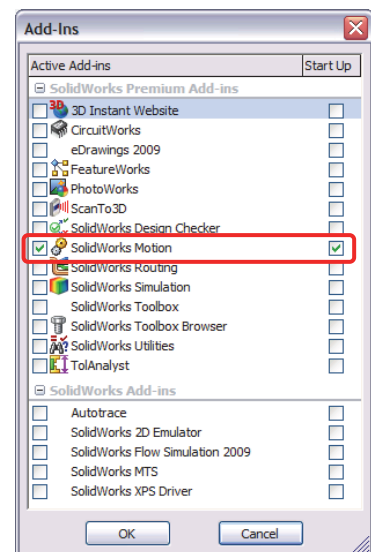 Add-Ins
Active Add-ins Start Up
SolidWorks Premium Add-ins
3D Instant Website
CircuitWorks
eDrawings 2009
FeatureWorks
PhotoWorks
ScanTo3D
SolidWorks Design Checker
SolidWorks Motion
SolidWorks Routing
SolidWorks Simulation
SolidWorks Toolbox
SolidWorks Toolbox Browser
SolidWorks Utilities
TolAnalyst
SolidWorks Add-ins
Autotrace
SolidWorks 2D Emulator
SolidWorks Flow Simulation 2009
SolidWorks MTS
SolidWorks XPS Driver
OK Cancel